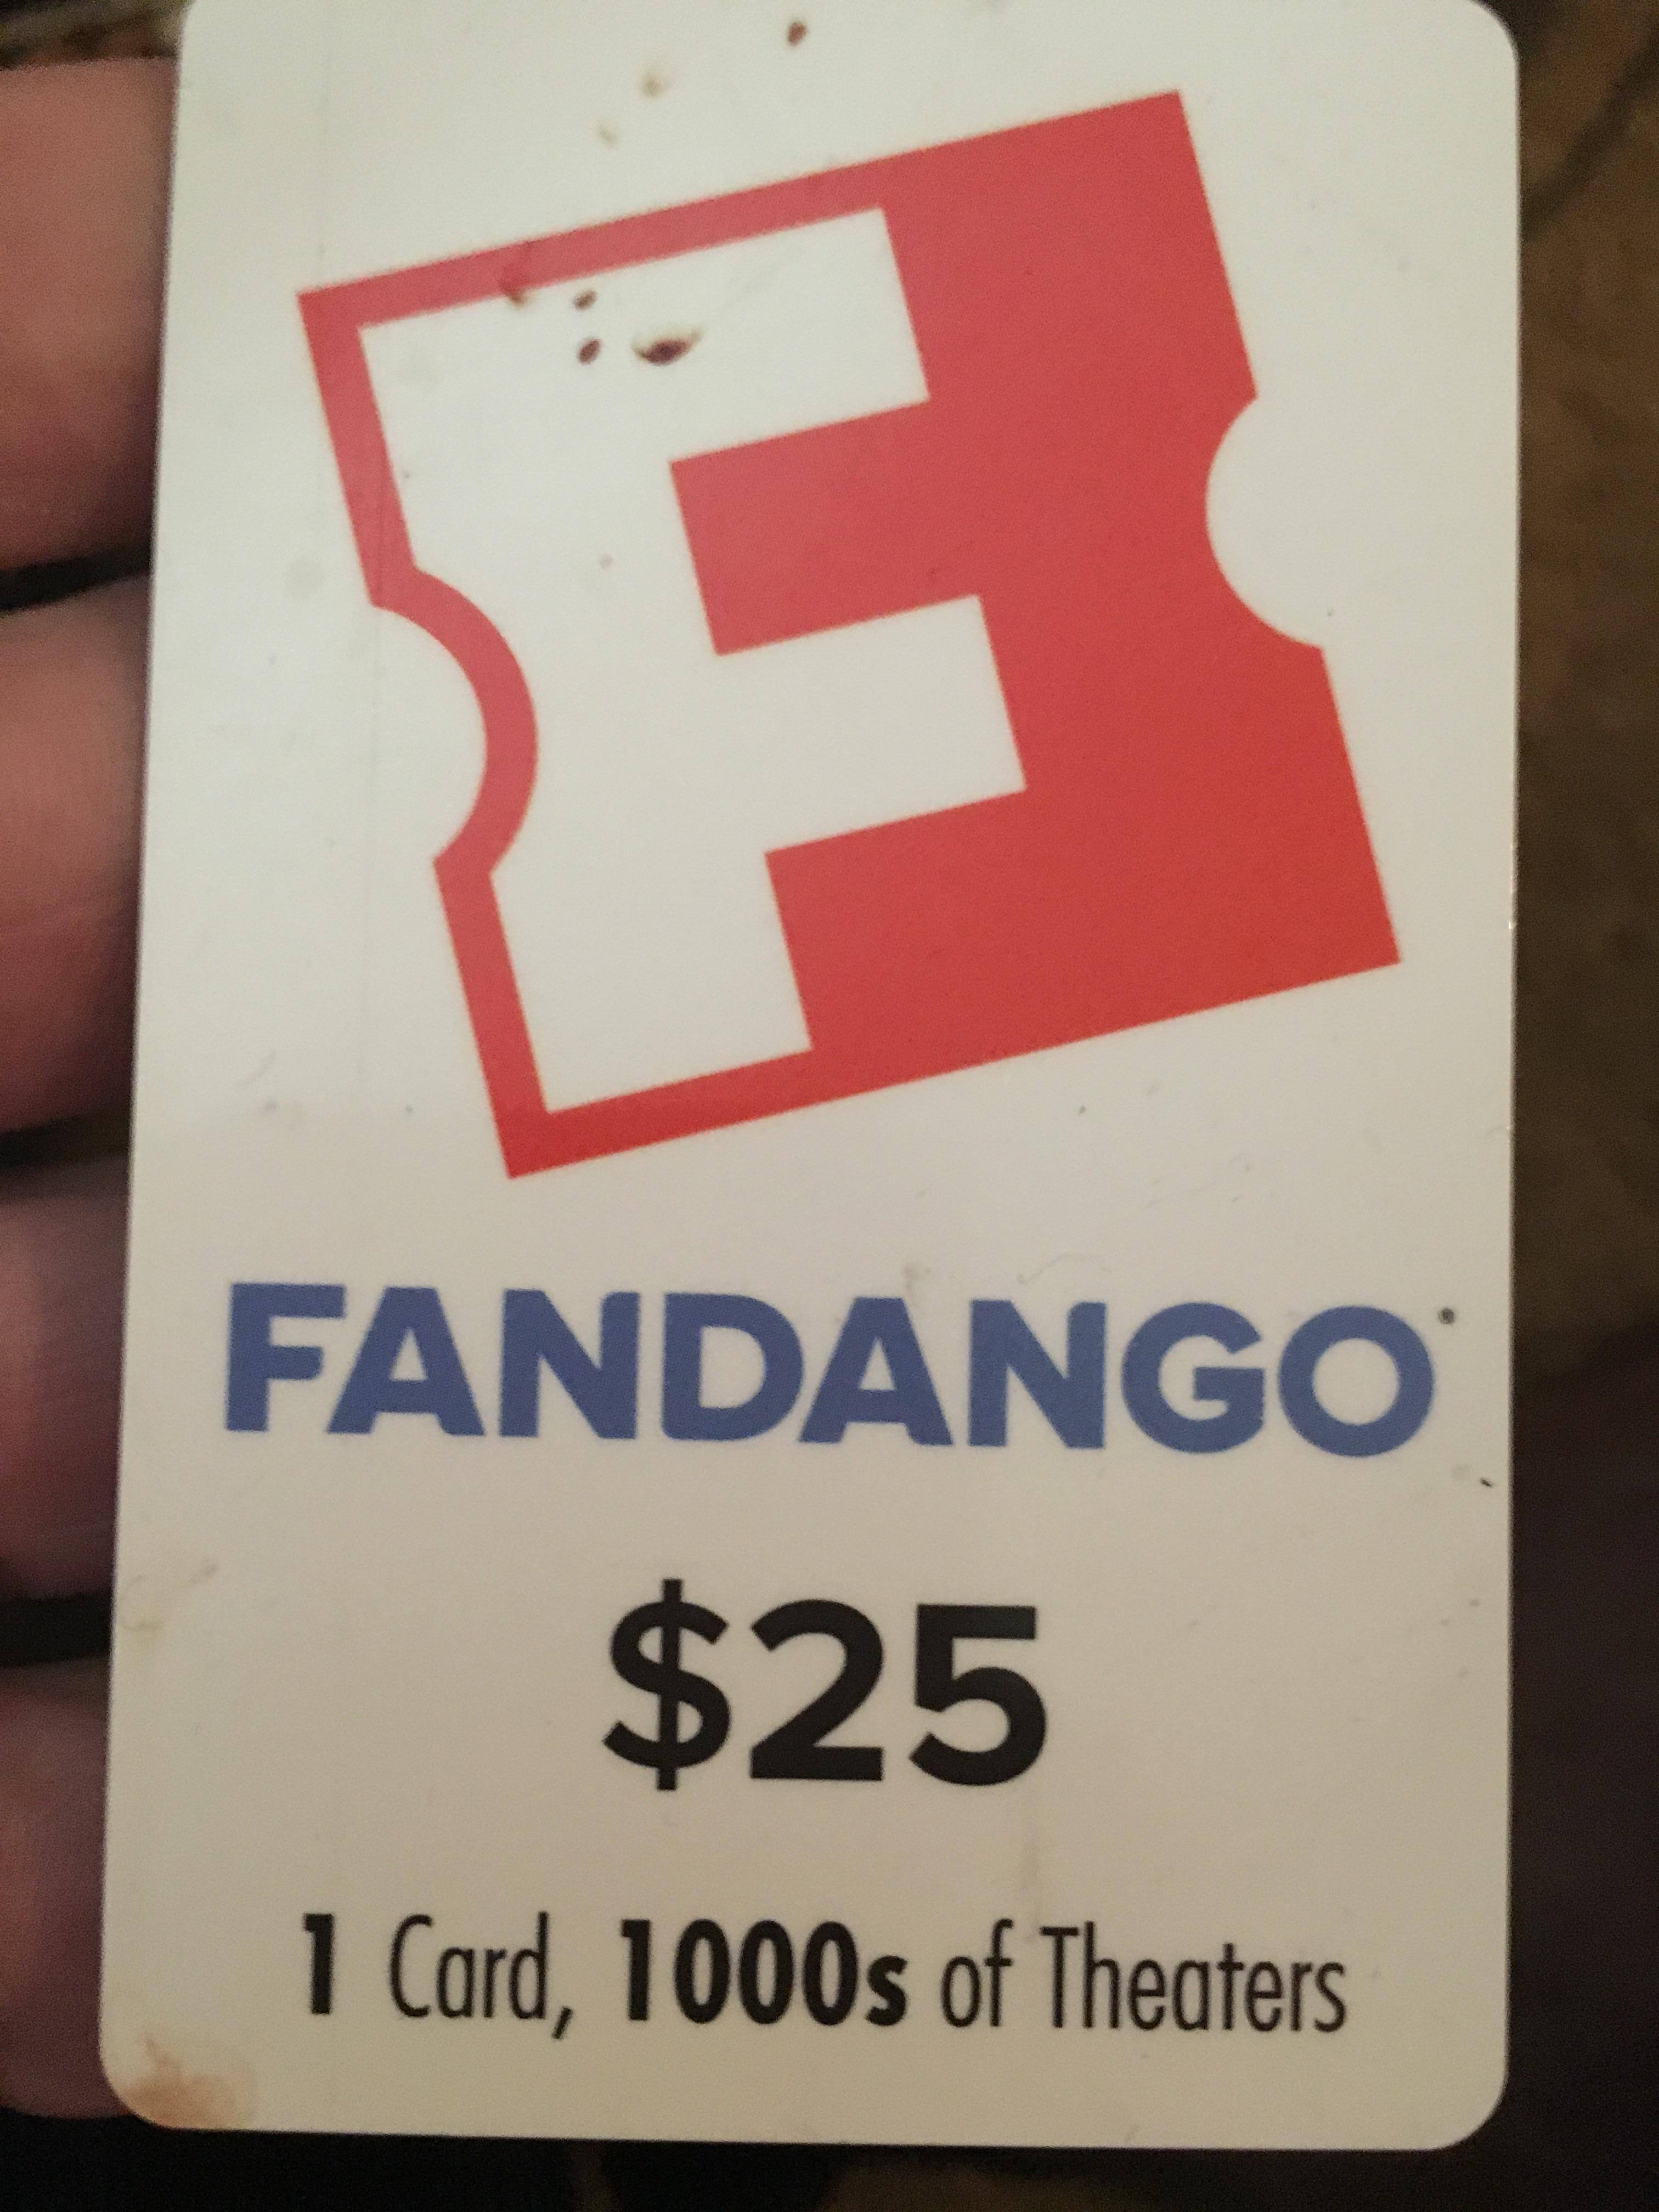 F
FANDANGO
$25
1 Card, 1000s of Theaters